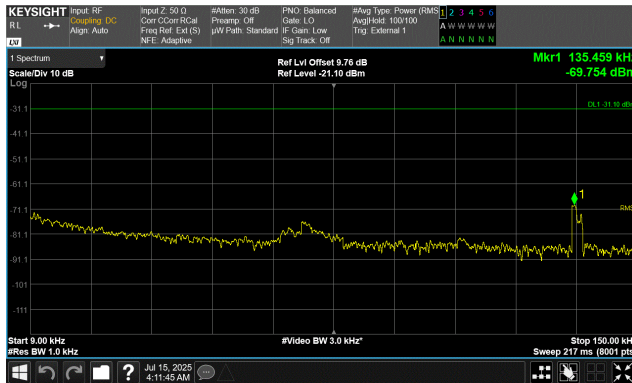 KEYSIGHT
RL
LXI
Input: RF
Coupling: DC
Align: Auto
Input Z: 50 Ω
Corr CCorr RCal
Freq Ref: Ext (S)
NFE: Adaptive
#Atten: 30 dB
Preamp: Off
µW Path: Standard
PNO: Balanced
Gate: LO
IF Gain: Low
Sig Track: Off
#Avg Type: Power (RMS)
Avg|Hold: 100/100
Trig: External 1
1 2 3 4 5 6
A W W W W W
A N N N N N
1 Spectrum
Scale/Div 10 dB
Ref Lvl Offset 9.76 dB
Ref Level -21.10 dBm
Mkr1 135.459 kHz
-69.754 dBm
Log
-31.1
DL1 -31.10 dBm
-41.1
-51.1
-61.1
1
-71.1
RMS
-81.1
-91.1
-101
-111
Start 9.00 kHz
#Video BW 3.0 kHz*
Stop 150.00 kHz
#Res BW 1.0 kHz
Sweep 217 ms (8001 pts)
?
Jul 15, 2025
4:11:45 AM